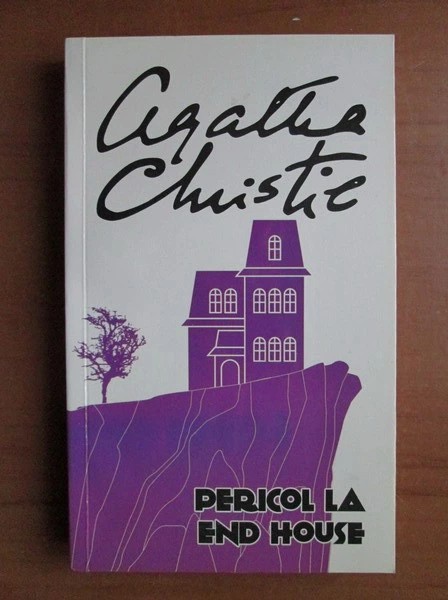 Agatha
Christie
PERICOL LA
END HOUSE